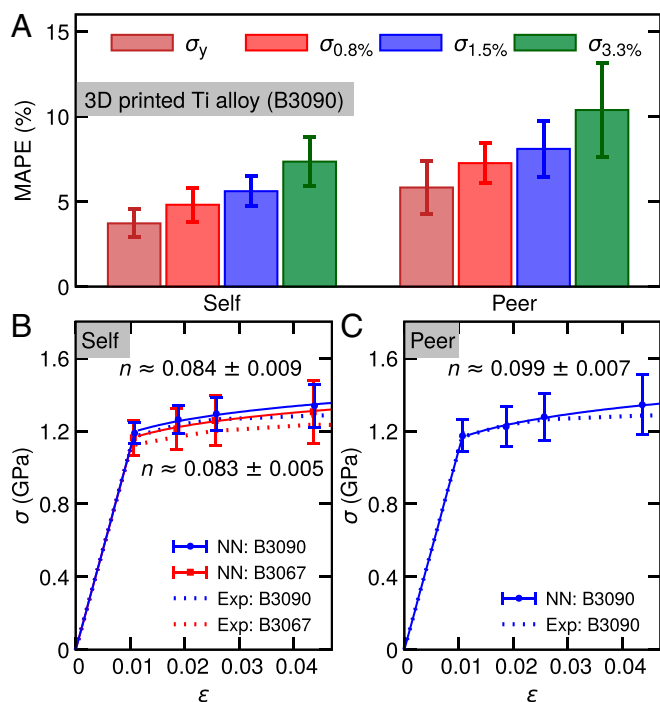 A
MAPE (%)
15
10
5
0
σy
σ0.8%
σ1.5%
σ3.3%
3D printed Ti alloy (B3090)
Self
Peer
B
Self
n ≈ 0.084 ± 0.009
n ≈ 0.083 ± 0.005
NN: B3090
NN: B3067
Exp: B3090
Exp: B3067
σ (GPa)
1.6
1.2
0.8
0.4
0
0
0.01
0.02
0.03
0.04
ε
C
Peer
n ≈ 0.099 ± 0.007
NN: B3090
Exp: B3090
σ (GPa)
1.6
1.2
0.8
0.4
0
0
0.01
0.02
0.03
0.04
ε